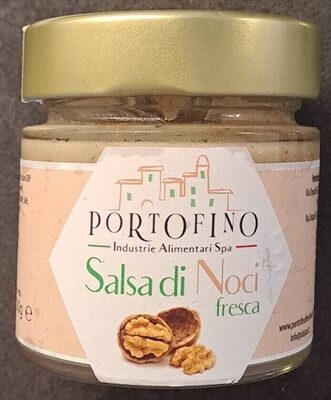 PORTOFINO
Industrie Alimentari Spa
Salsa di Noci
fresca